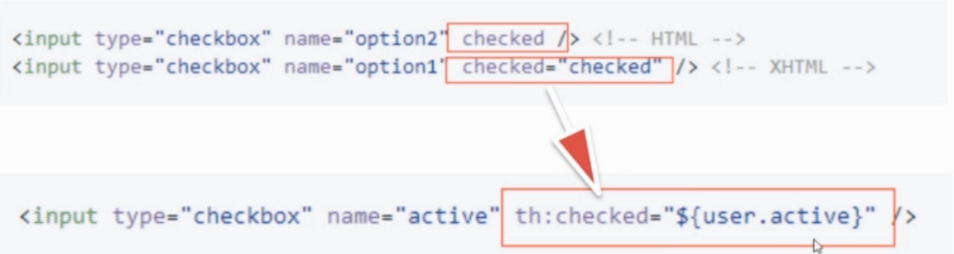 <input type="checkbox" name="option2" checked /> <!-- HTML -->
<input type="checkbox" name="option1" checked="checked" /> <!-- XHTML -->
<input type="checkbox" name="active" th:checked="${user.active}" />